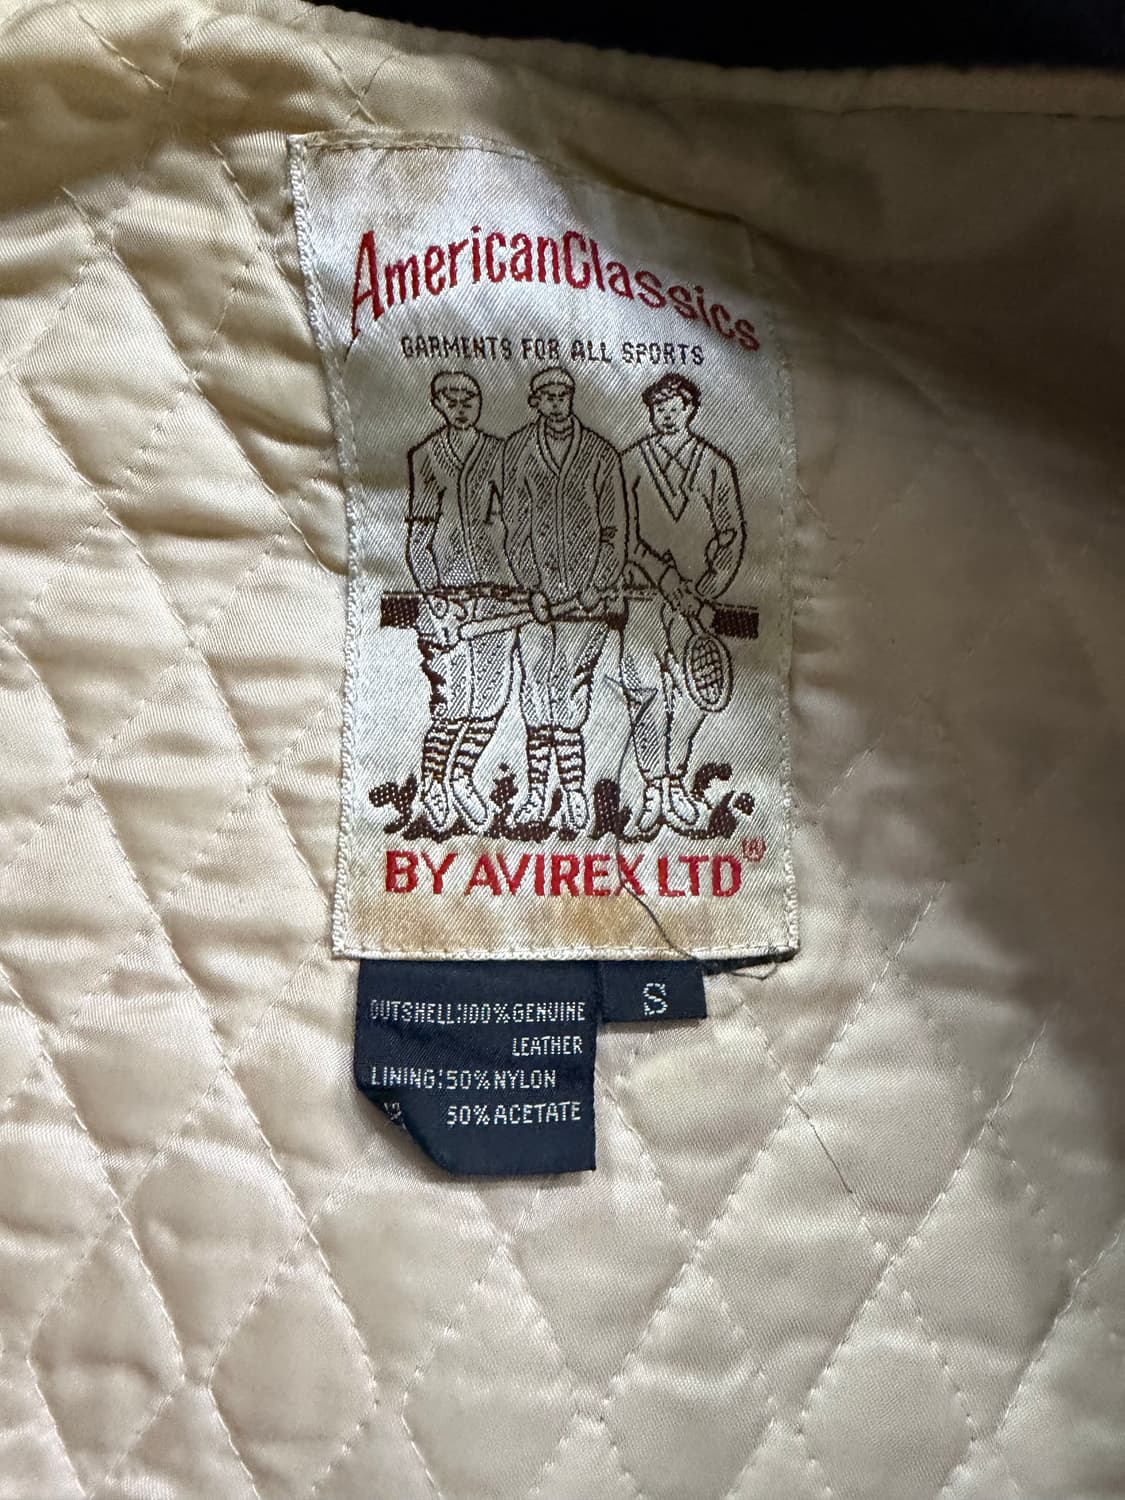 AmericanClassics
GARMENTS FOR ALL SPORTS
A
BY AVIREX LTD®
S
OUTSHELL:100%GENUINE
LEATHER
LINING:50%NYLON
50%ACETATE